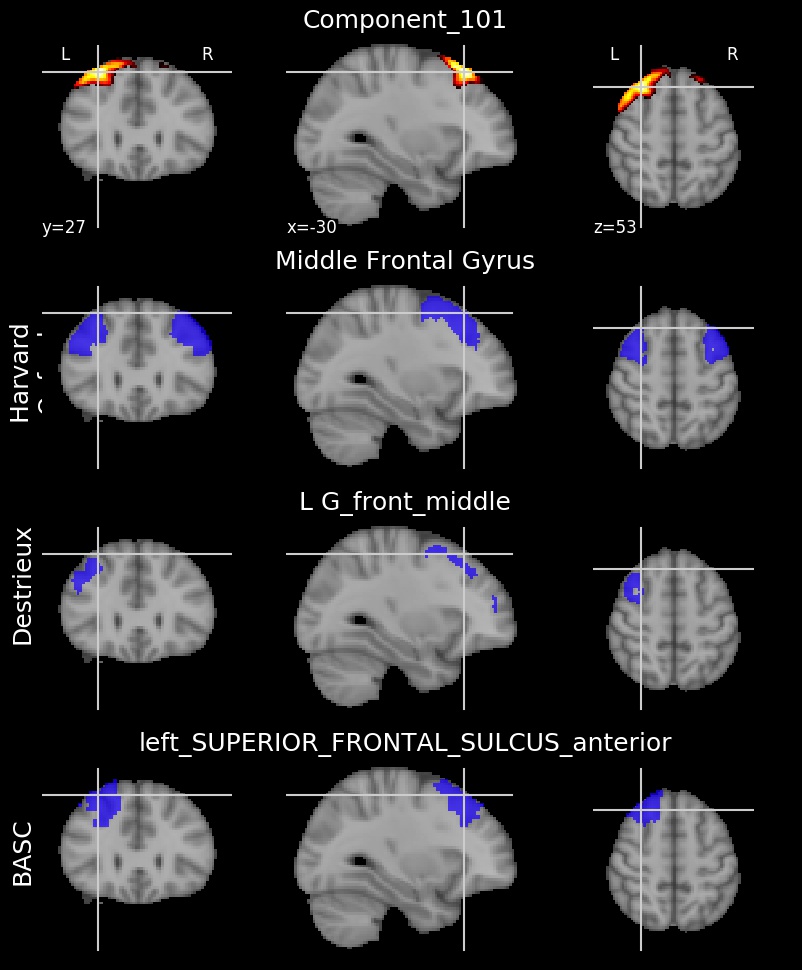 Component_101
L R L R
y=27 x=-30 z=53
Middle Frontal Gyrus
Harvard
L G_front_middle
Destrieux
left_SUPERIOR_FRONTAL_SULCUS_anterior
BASC